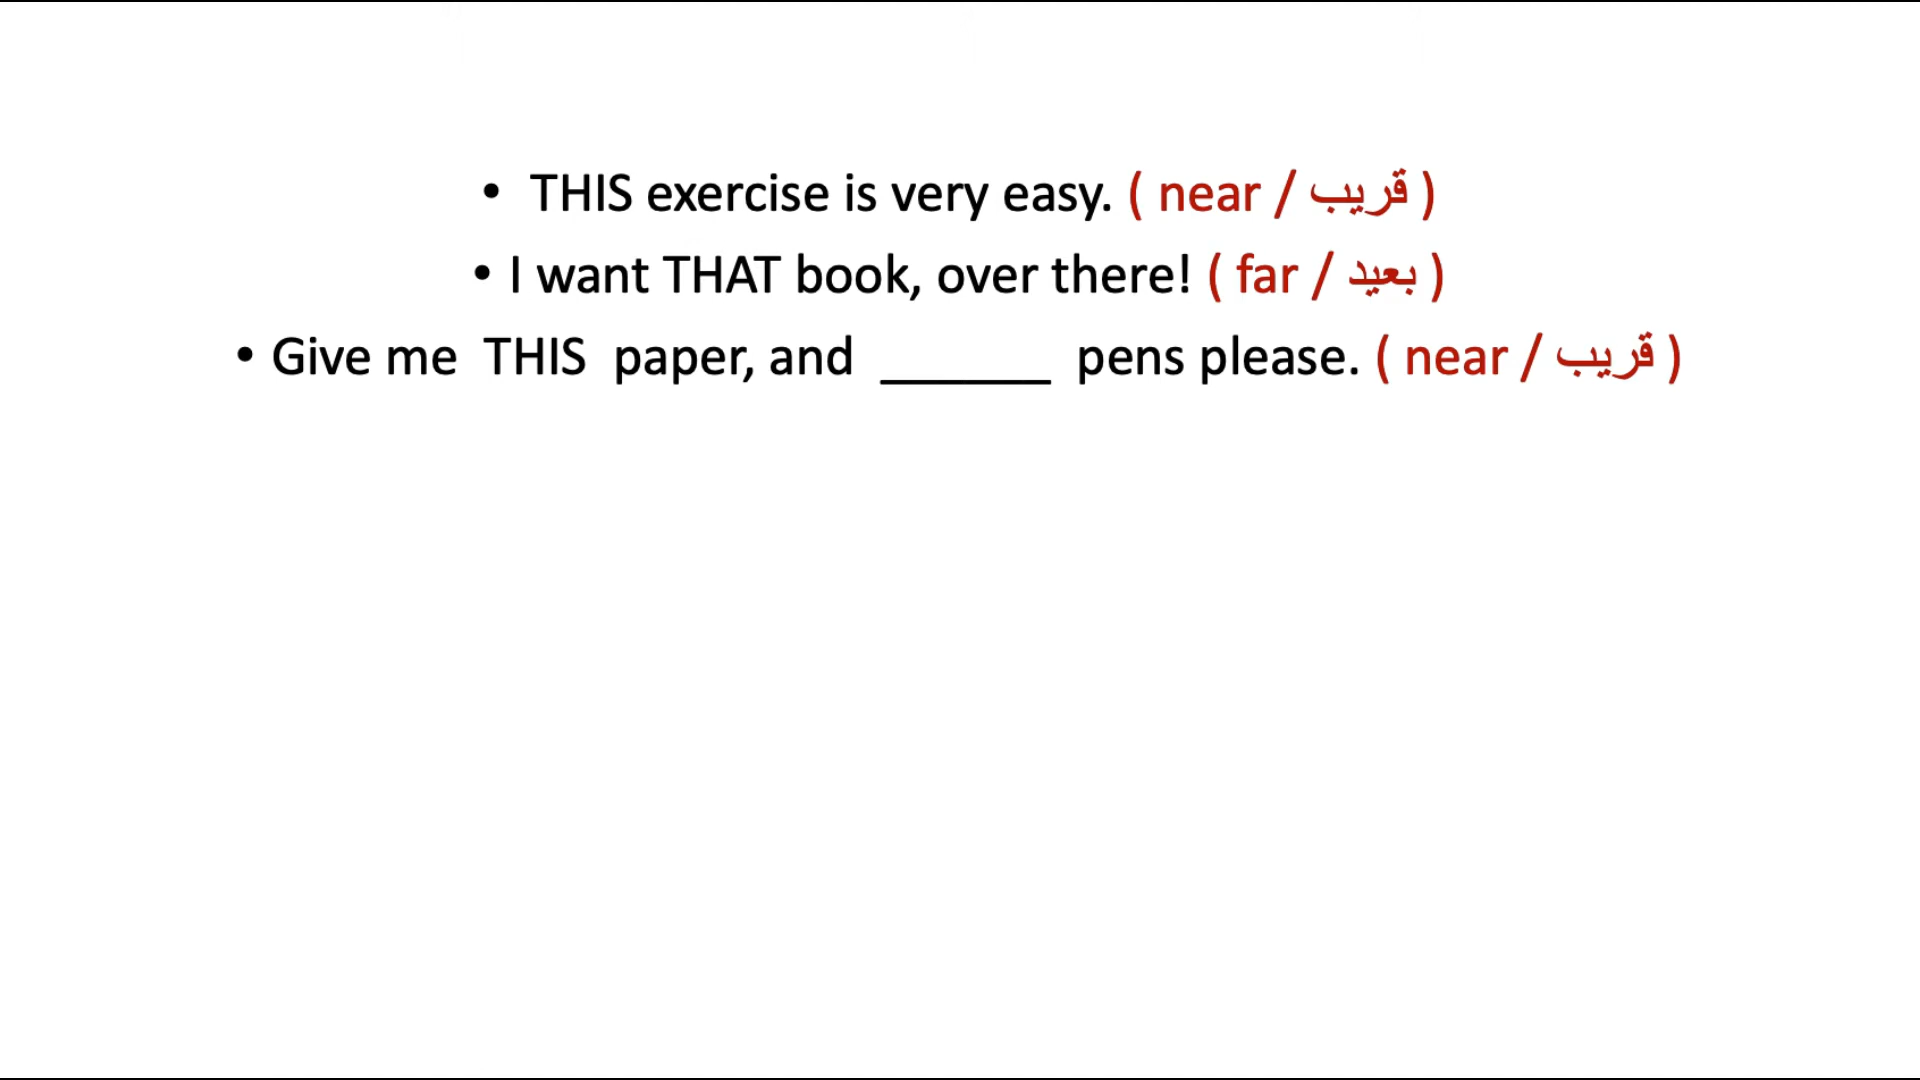 • THIS exercise is very easy. ( near / قريب )
• I want THAT book, over there! ( far / بعيد )
• Give me THIS paper, and ______ pens please. ( near / قريب )